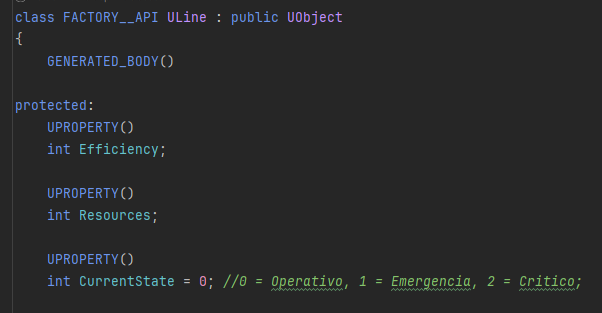 class FACTORY__API ULine : public UObject
{
    GENERATED_BODY()
protected:
    UPROPERTY()
    int Efficiency;
    UPROPERTY()
    int Resources;
    UPROPERTY()
    int CurrentState = 0; //0 = Operativo, 1 = Emergencia, 2 = Critico;